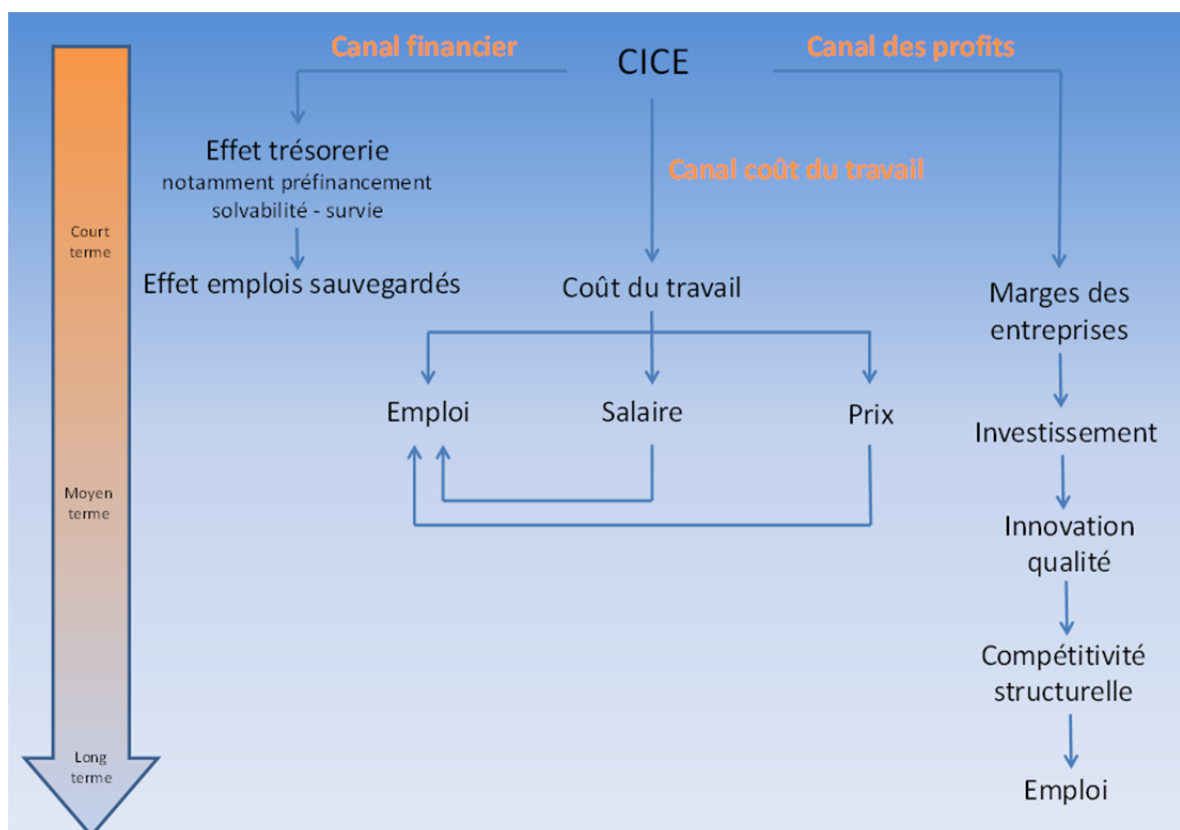 Canal financier
CICE
Canal des profits
Effet trésorerie
notamment préfinancement
solvabilité - survie
Canal coût du travail
Court
terme
Effet emplois sauvegardés
Coût du travail
Marges des
entreprises
Emploi
Salaire
Prix
Investissement
Moyen
terme
Innovation
qualité
Compétitivité
structurelle
Long
terme
Emploi